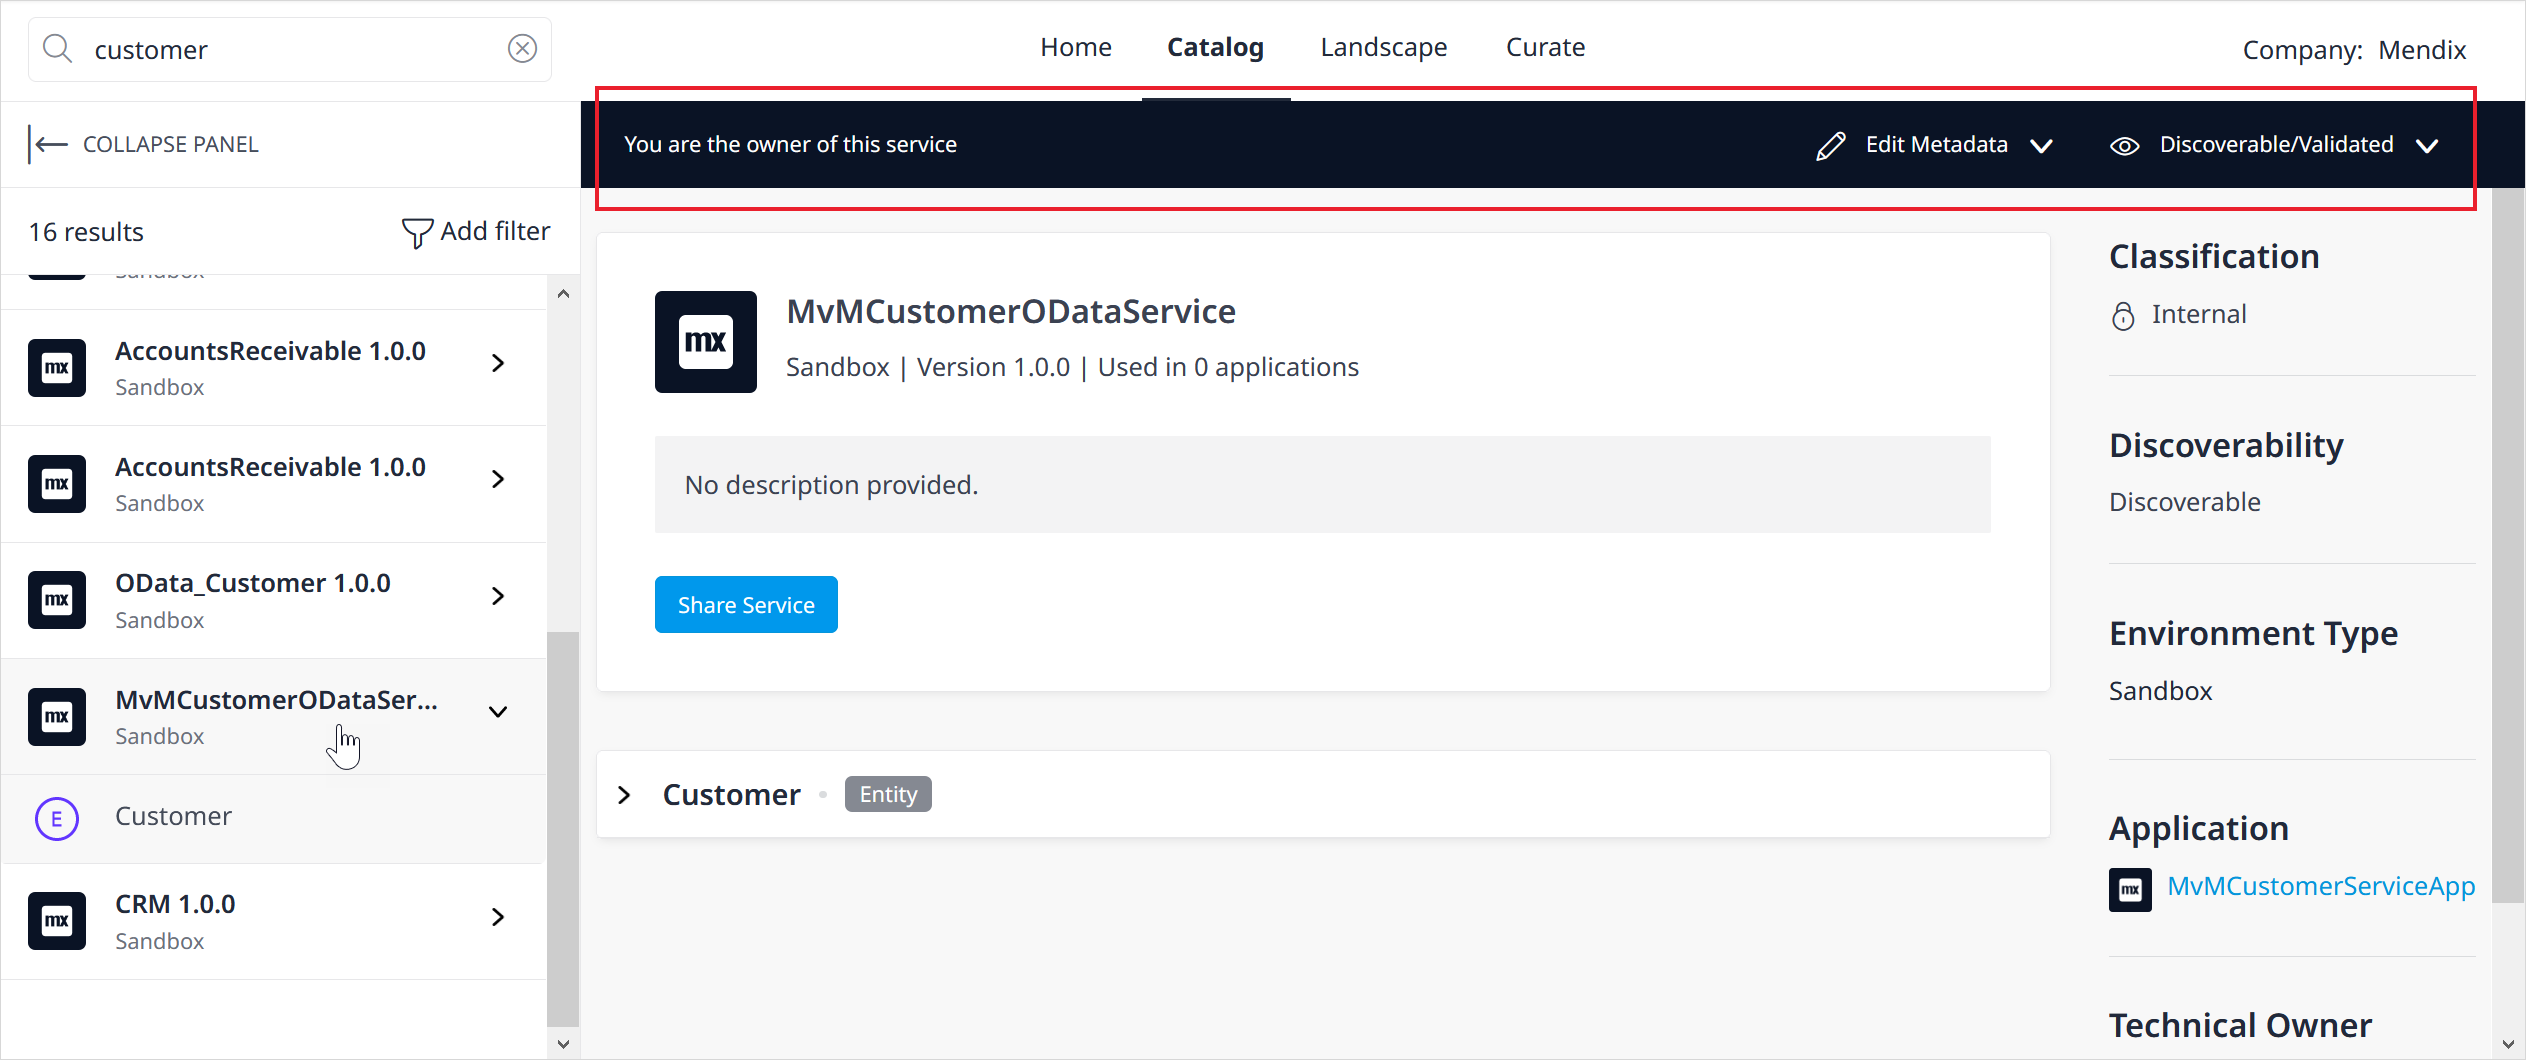 customer
Home Catalog Landscape Curate
Company: Mendix
COLLAPSE PANEL
You are the owner of this service
Edit Metadata
Discoverable/Validated
16 results
Add filter
Sandbox
mx
AccountsReceivable 1.0.0
Sandbox
mx
AccountsReceivable 1.0.0
Sandbox
mx
OData_Customer 1.0.0
Sandbox
mx
MvMCustomerODataSer...
Sandbox
E
Customer
mx
CRM 1.0.0
Sandbox
mx
MvMCustomerODataService
Sandbox | Version 1.0.0 | Used in 0 applications
No description provided.
Share Service
Customer
Entity
Classification
Internal
Discoverability
Discoverable
Environment Type
Sandbox
Application
mx
MvMCustomerServiceApp
Technical Owner